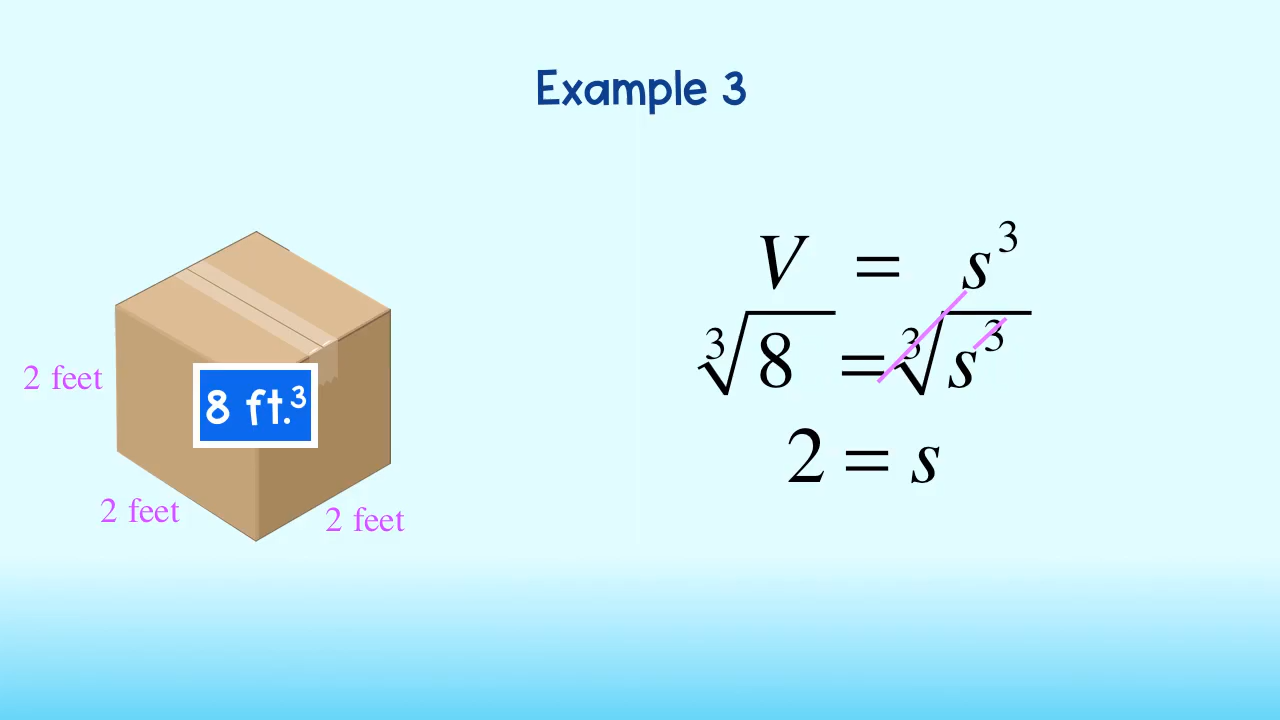 Example 3
V = s³
∛8 = ∛s³
2 = s
2 feet
8 ft.³
2 feet
2 feet